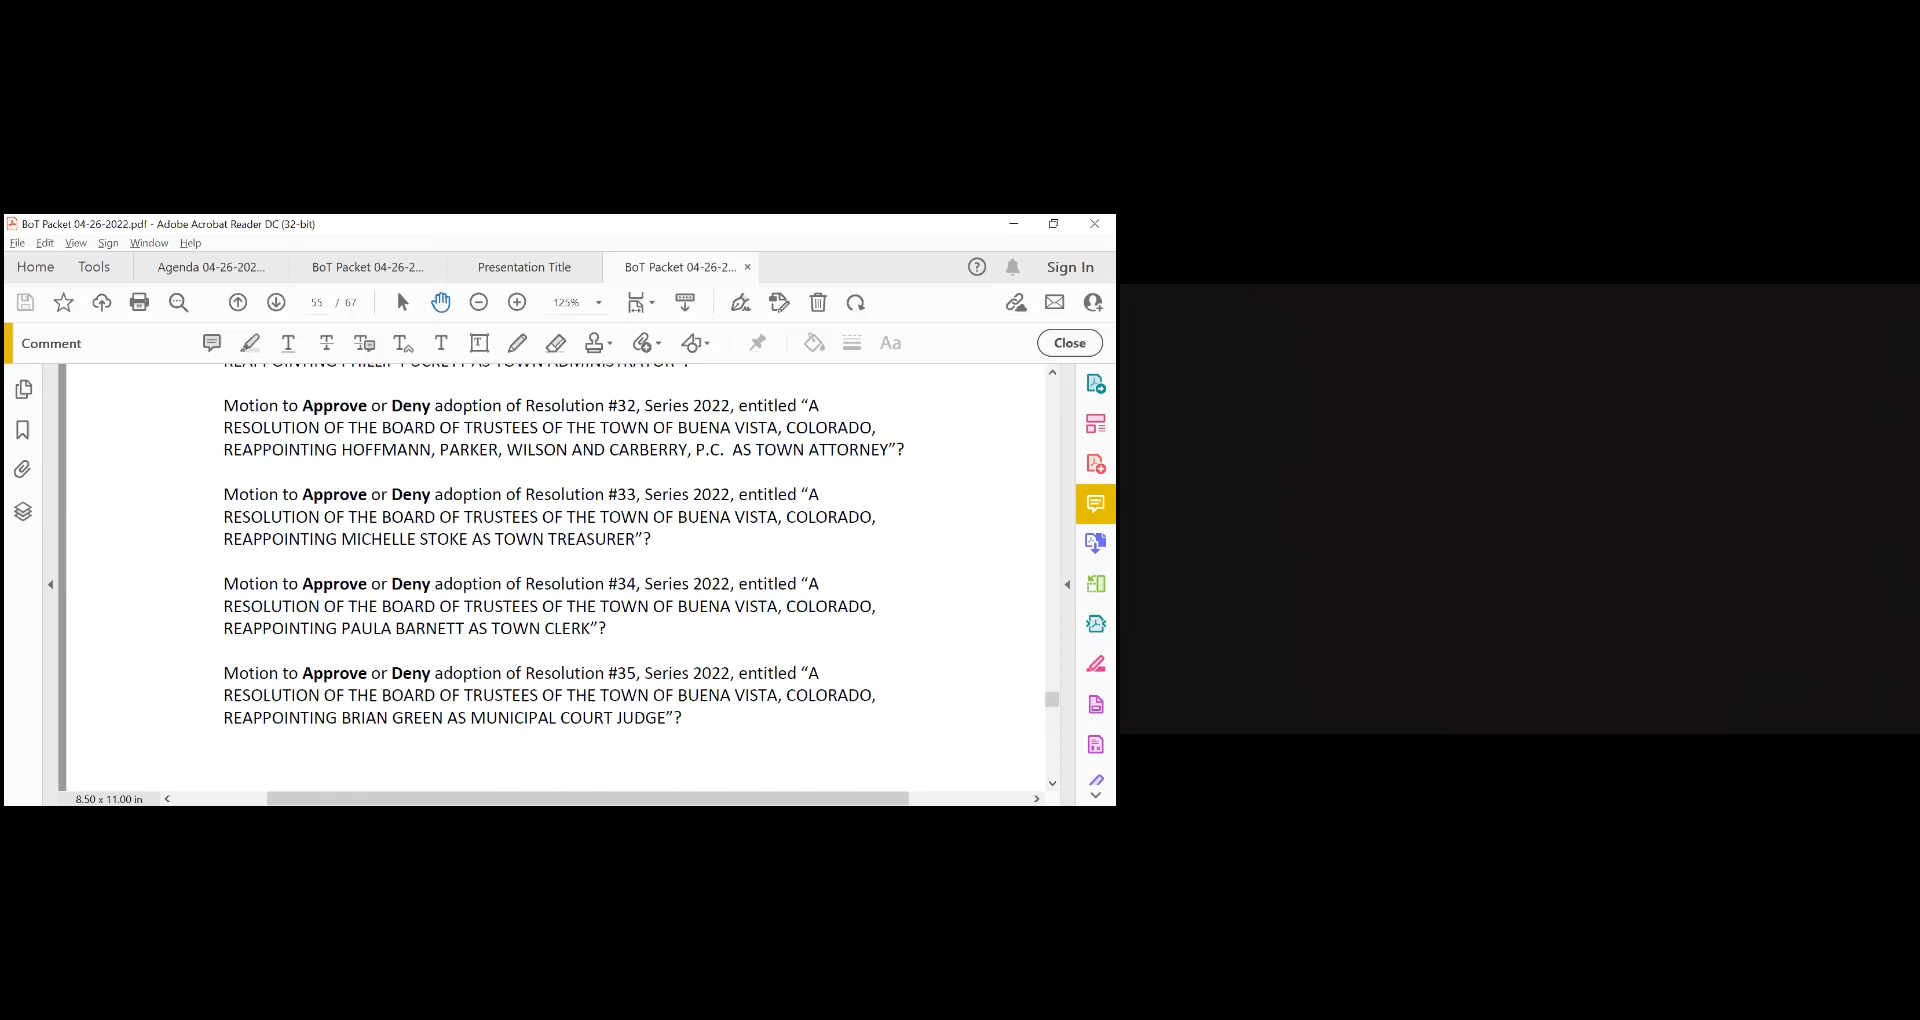 BoT Packet 04-26-2022.pdf - Adobe Acrobat Reader DC (32-bit)
File Edit View Sign Window Help
Home Tools Agenda 04-26-202... BoT Packet 04-26-2... Presentation Title BoT Packet 04-26-2... × Sign In
55 / 67 125%
Comment Aa Close
REAPPOINTING PHILLIP PUCKETT AS TOWN ADMINISTRATOR”?
Motion to Approve or Deny adoption of Resolution #32, Series 2022, entitled “A
RESOLUTION OF THE BOARD OF TRUSTEES OF THE TOWN OF BUENA VISTA, COLORADO,
REAPPOINTING HOFFMANN, PARKER, WILSON AND CARBERRY, P.C. AS TOWN ATTORNEY”?
Motion to Approve or Deny adoption of Resolution #33, Series 2022, entitled “A
RESOLUTION OF THE BOARD OF TRUSTEES OF THE TOWN OF BUENA VISTA, COLORADO,
REAPPOINTING MICHELLE STOKE AS TOWN TREASURER”?
Motion to Approve or Deny adoption of Resolution #34, Series 2022, entitled “A
RESOLUTION OF THE BOARD OF TRUSTEES OF THE TOWN OF BUENA VISTA, COLORADO,
REAPPOINTING PAULA BARNETT AS TOWN CLERK”?
Motion to Approve or Deny adoption of Resolution #35, Series 2022, entitled “A
RESOLUTION OF THE BOARD OF TRUSTEES OF THE TOWN OF BUENA VISTA, COLORADO,
REAPPOINTING BRIAN GREEN AS MUNICIPAL COURT JUDGE”?
8.50 x 11.00 in